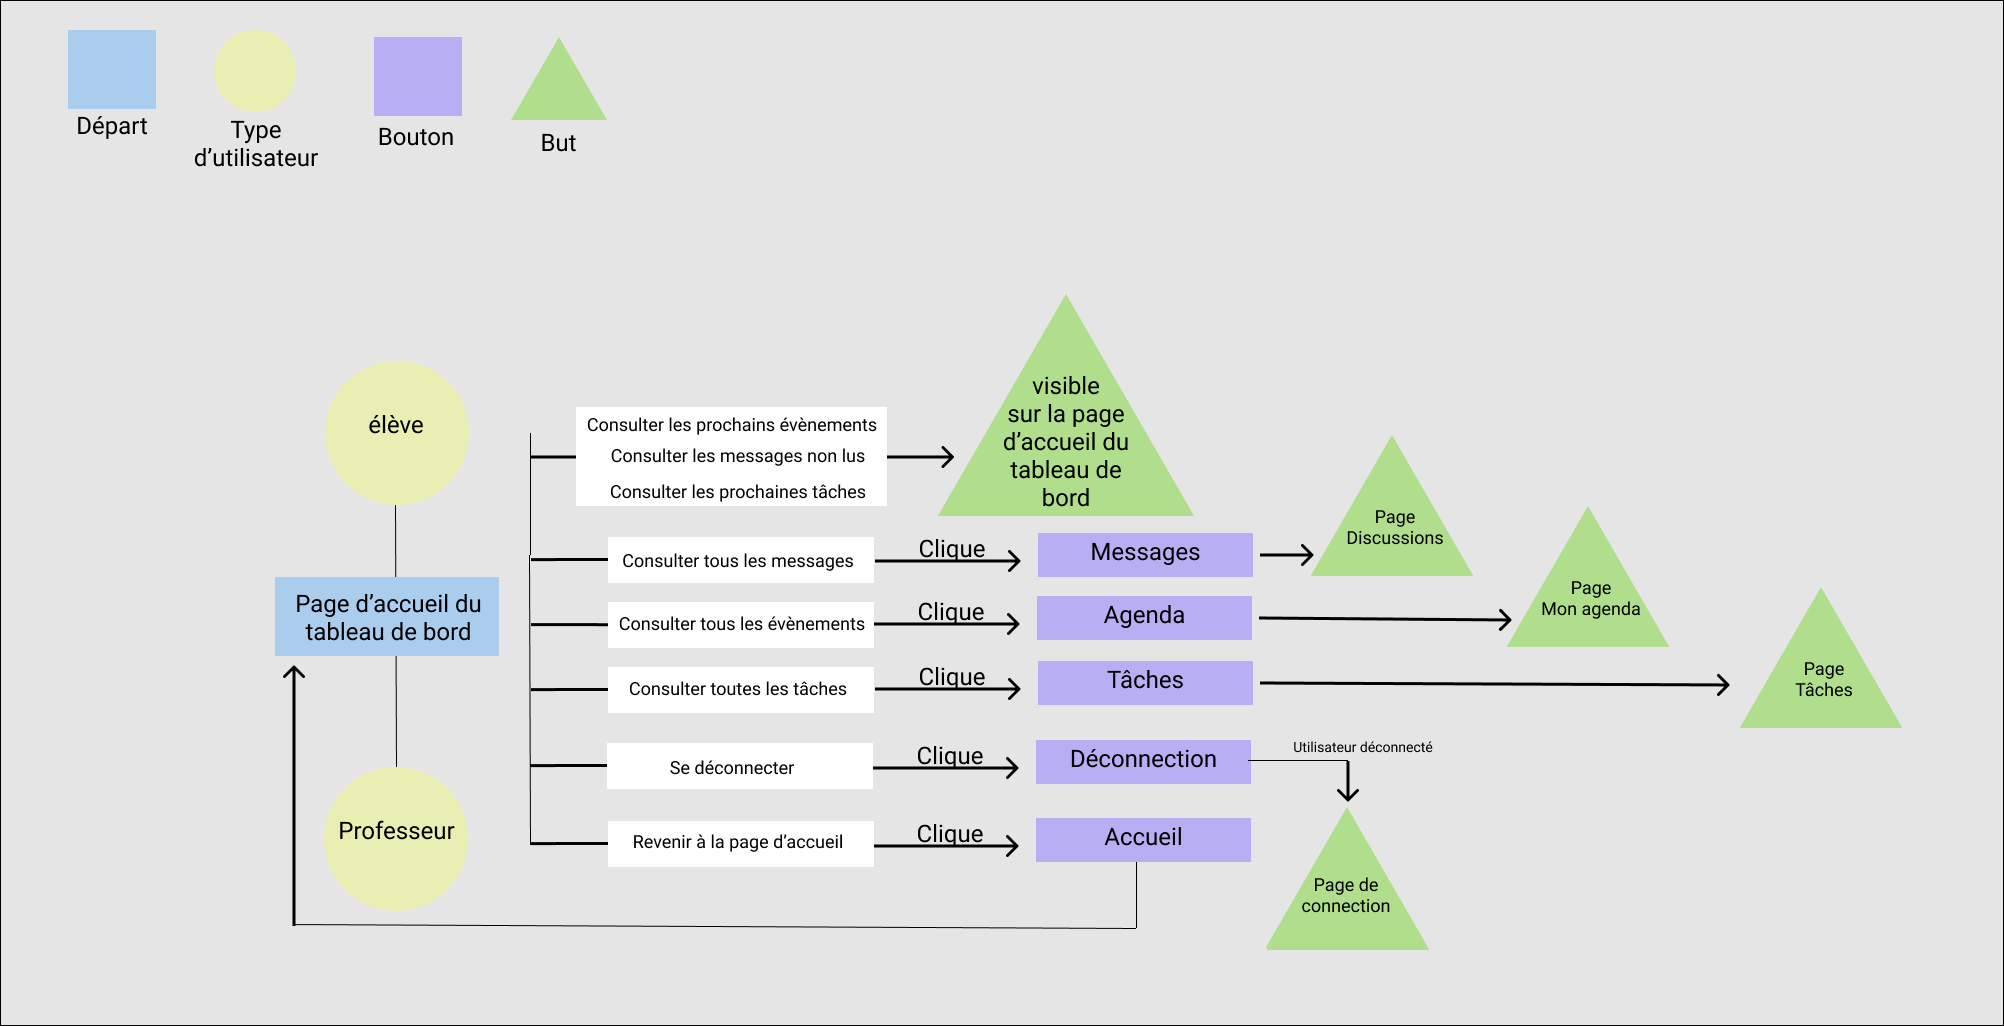 Départ
Type
d’utilisateur
Bouton
But
élève
Page d’accueil du
tableau de bord
Professeur
Consulter les prochains évènements
Consulter les messages non lus
Consulter les prochaines tâches
visible
sur la page
d’accueil du
tableau de
bord
Consulter tous les messages
Clique
Messages
Page
Discussions
Consulter tous les évènements
Clique
Agenda
Page
Mon agenda
Consulter toutes les tâches
Clique
Tâches
Page
Tâches
Se déconnecter
Clique
Déconnection
Utilisateur déconnecté
Page de
connection
Revenir à la page d’accueil
Clique
Accueil